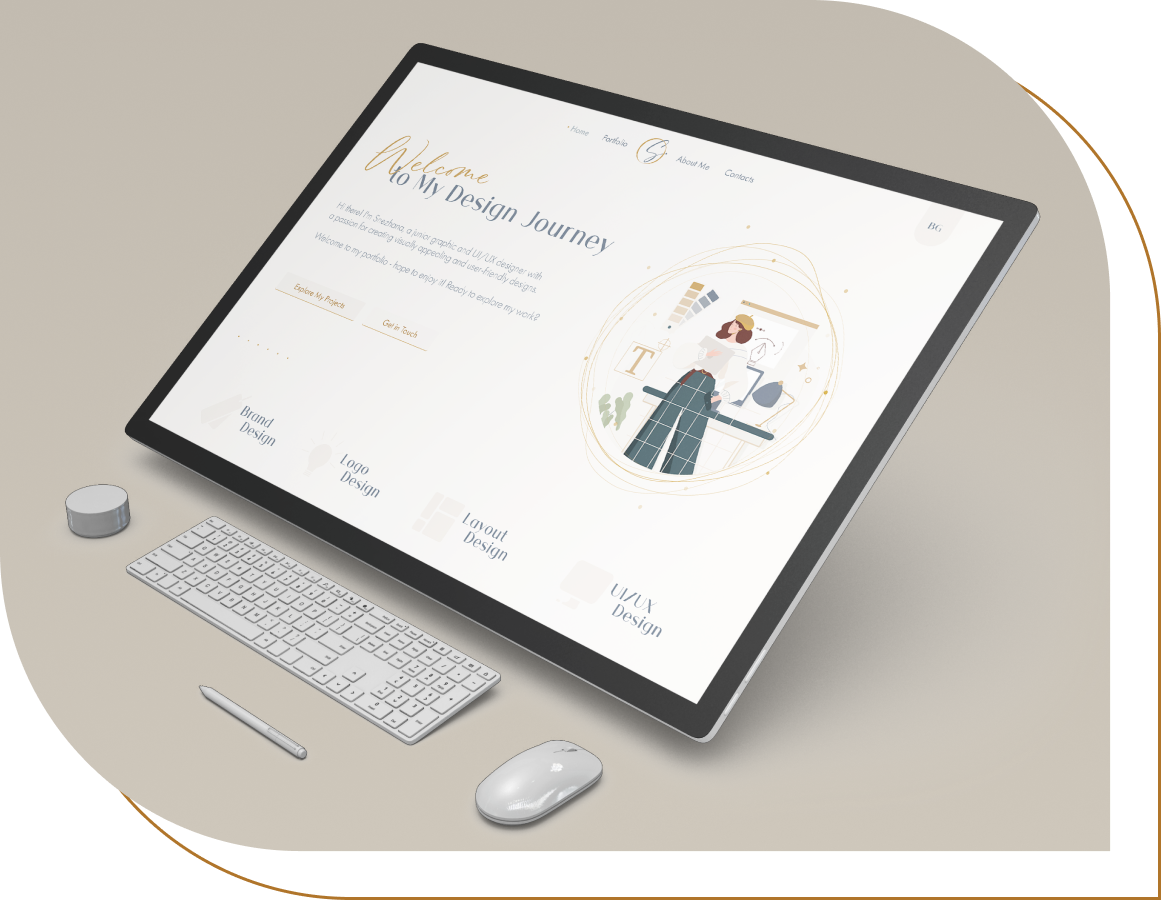 Home Portfolio About Me Contacts
BG
Welcome
to My Design Journey
Hi there! I'm Snezhana, a junior graphic and UI/UX designer with
a passion for creating visually appealing and user-friendly designs.
Welcome to my portfolio - hope to enjoy it! Ready to explore my work?
Explore My Projects
Get in Touch
T
Brand
Design
Logo
Design
Layout
Design
UI/UX
Design